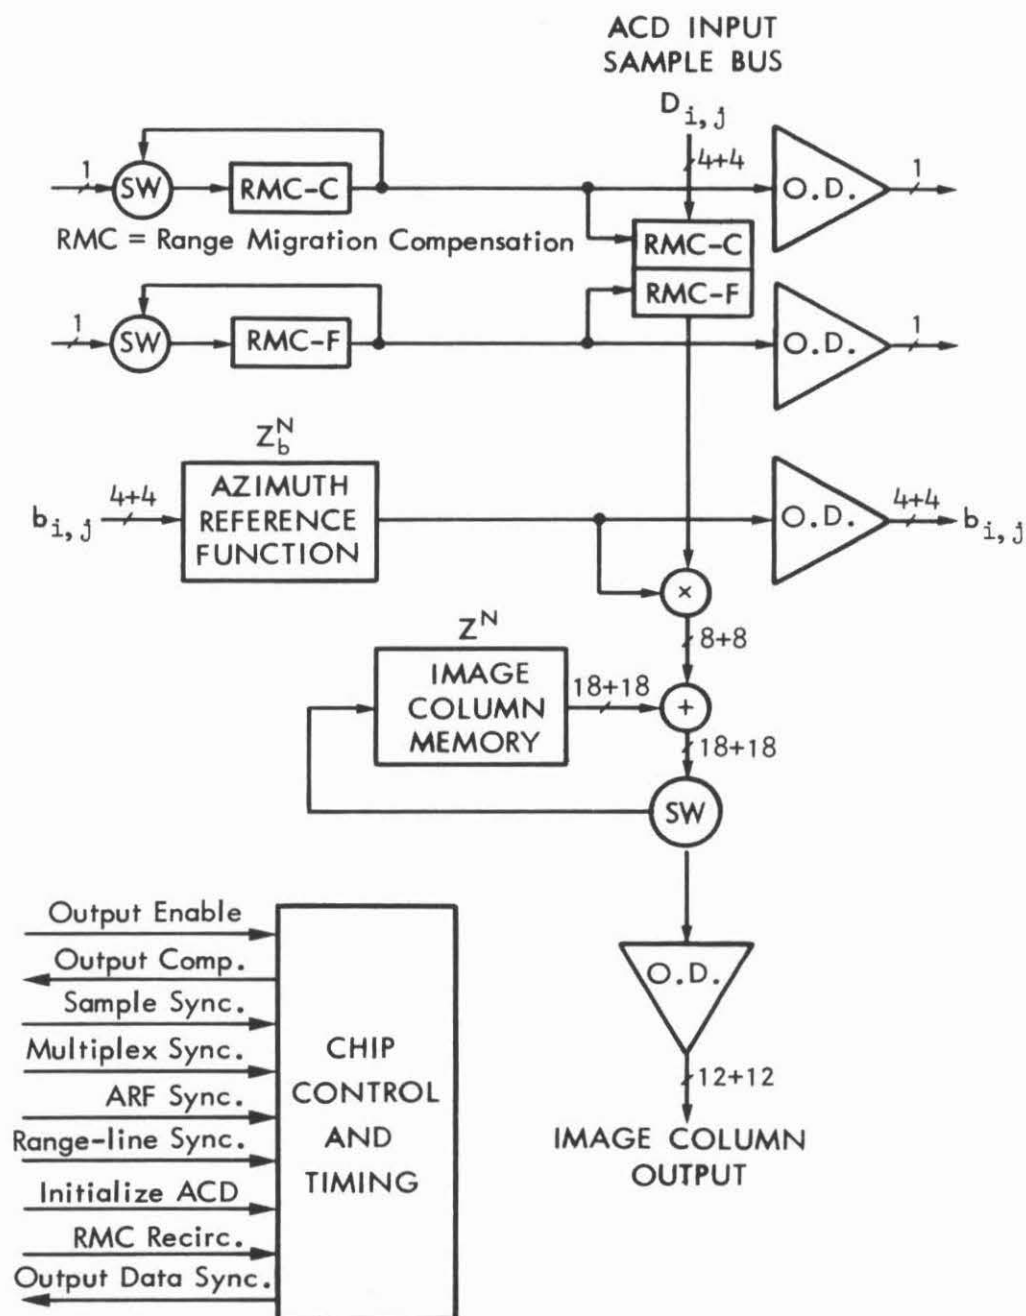 ACD INPUT
SAMPLE BUS
D i, j
4+4
1
SW
RMC-C
O.D.
1
RMC = Range Migration Compensation
RMC-C
RMC-F
1
SW
RMC-F
O.D.
1
Z N b
b i, j
4+4
AZIMUTH
REFERENCE
FUNCTION
O.D.
4+4
b i, j
×
8+8
Z N
IMAGE
COLUMN
MEMORY
18+18
+
18+18
SW
O.D.
12+12
IMAGE COLUMN
OUTPUT
Output Enable
Output Comp.
Sample Sync.
Multiplex Sync.
ARF Sync.
Range-line Sync.
Initialize ACD
RMC Recirc.
Output Data Sync.
CHIP
CONTROL
AND
TIMING